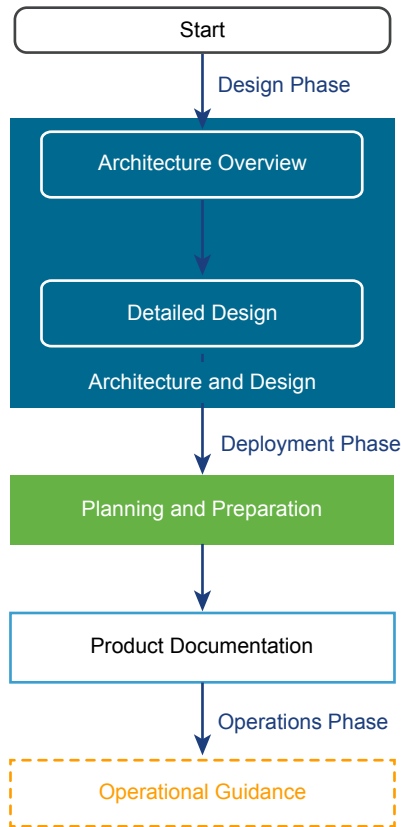 Start
Design Phase
Architecture Overview
Detailed Design
Architecture and Design
Deployment Phase
Planning and Preparation
Product Documentation
Operations Phase
Operational Guidance